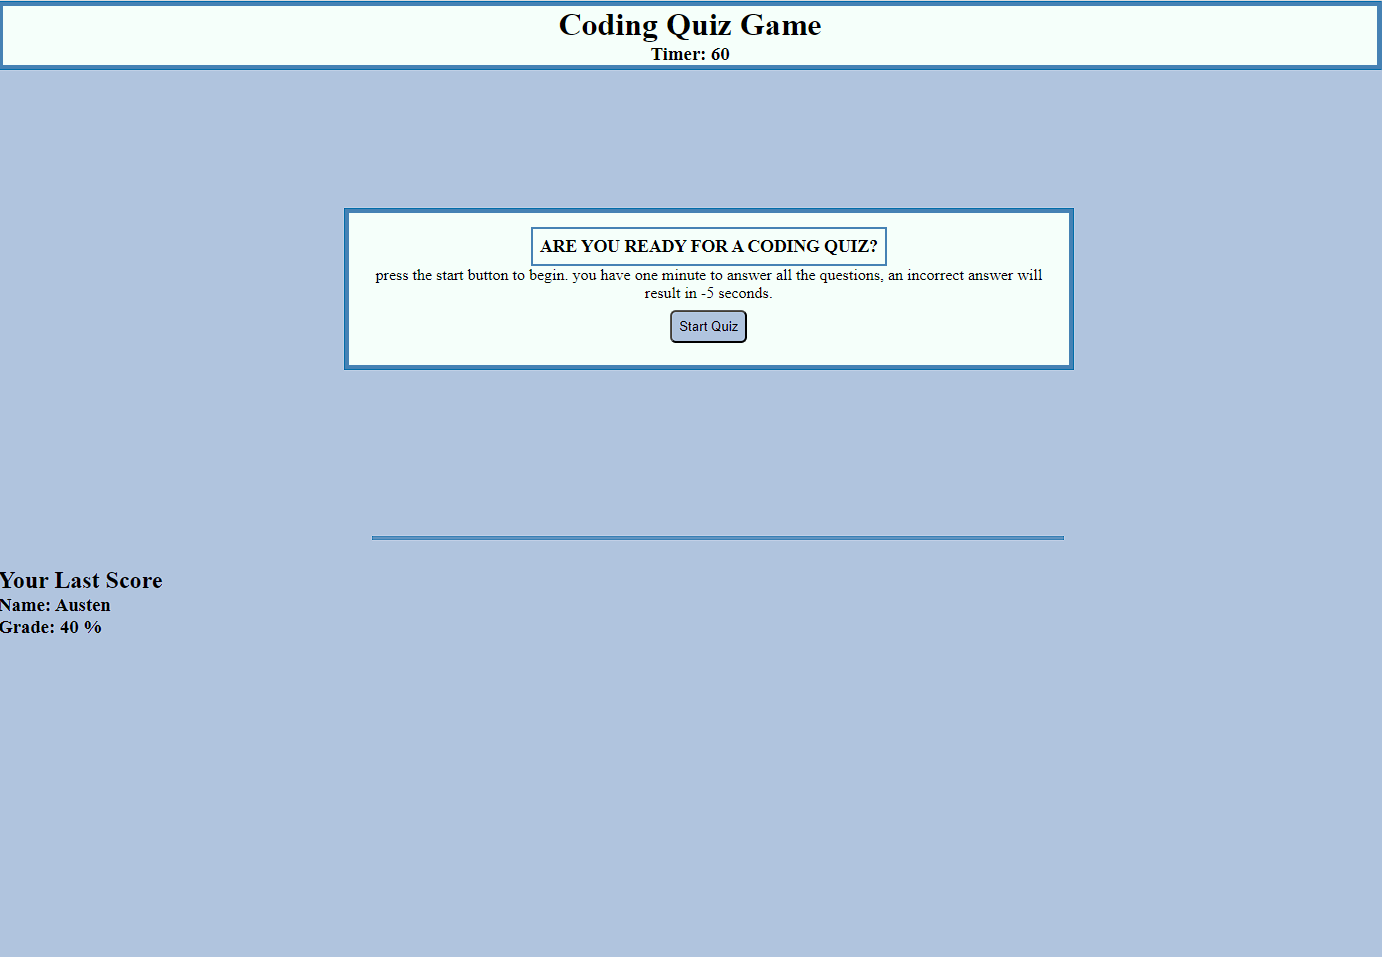 Coding Quiz Game
Timer: 60
ARE YOU READY FOR A CODING QUIZ?
press the start button to begin. you have one minute to answer all the questions, an incorrect answer will
result in -5 seconds.
Start Quiz
Your Last Score
Name: Austen
Grade: 40 %